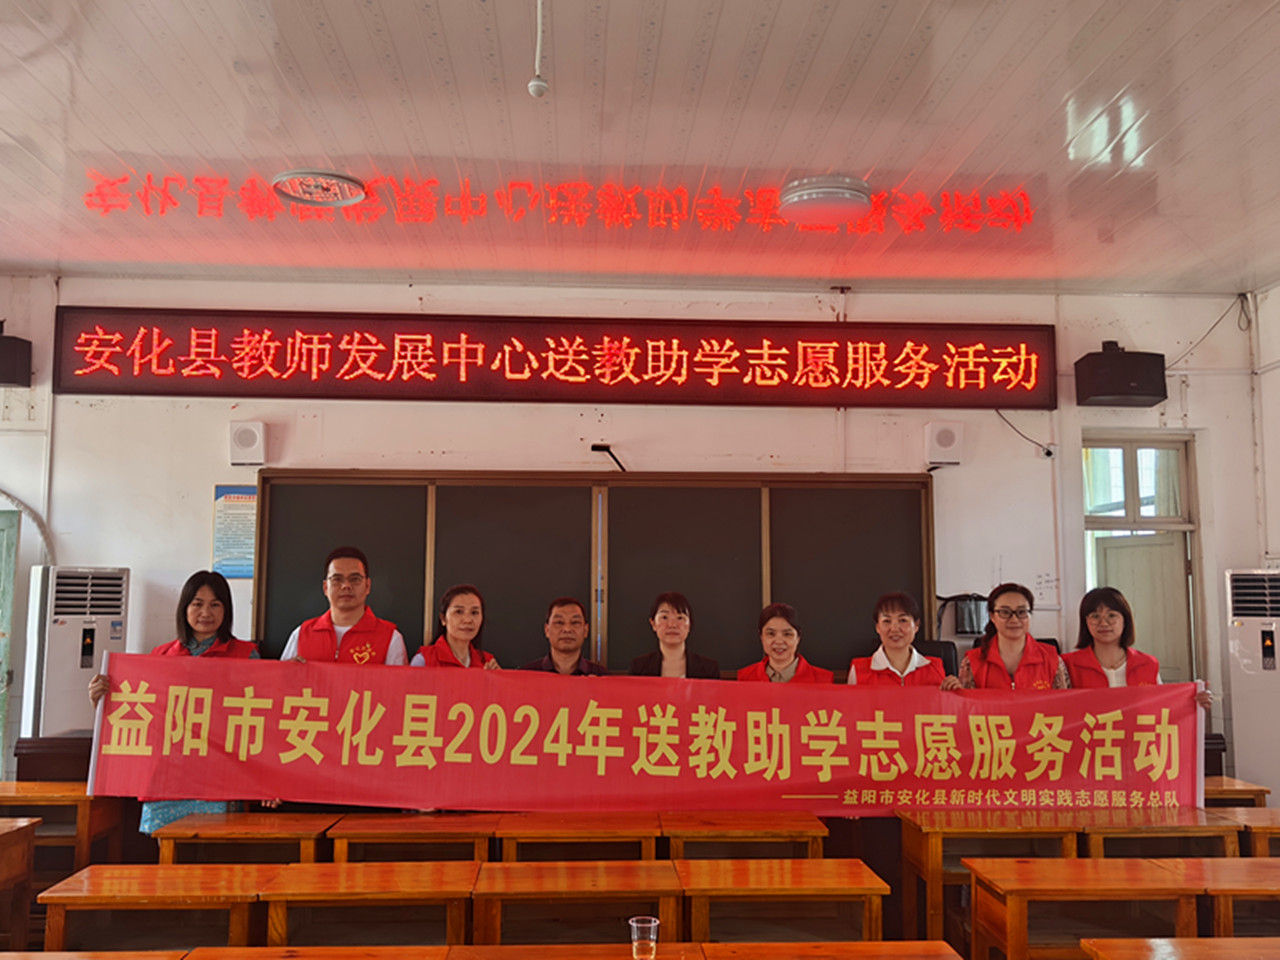 安化县教师发展中心送教助学志愿服务活动
益阳市安化县2024年送教助学志愿服务活动
——益阳市安化县新时代文明实践志愿服务总队